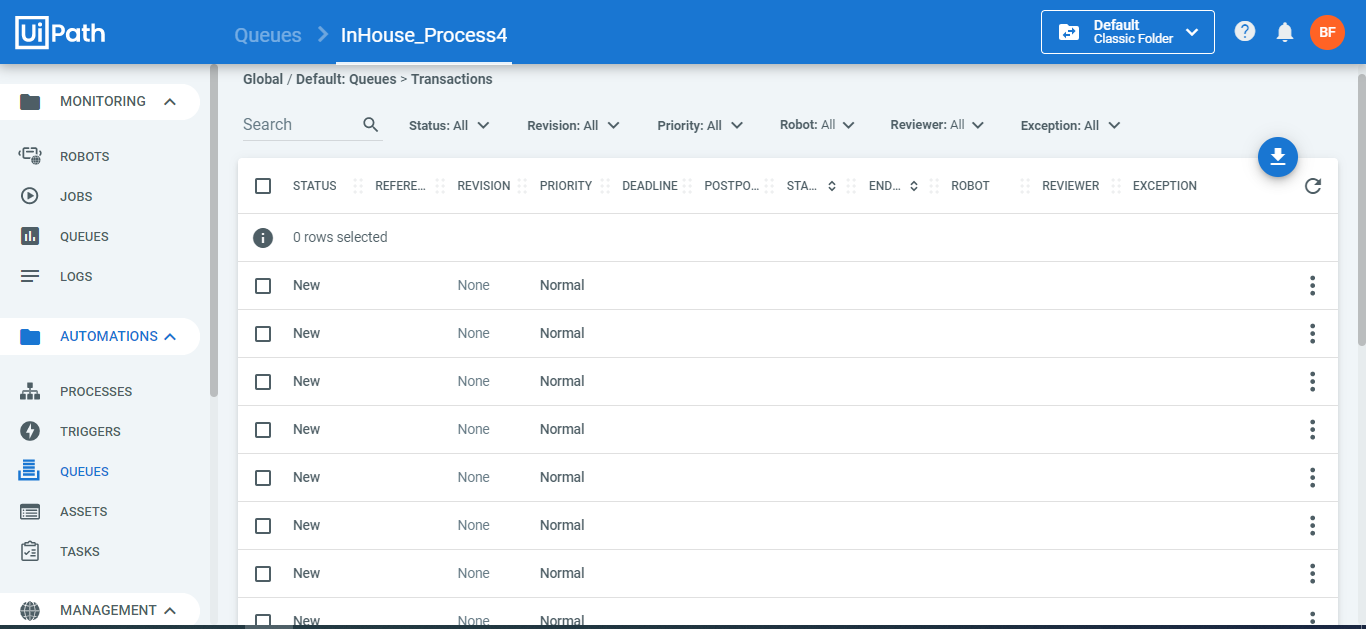 UiPath
Queues > InHouse_Process4
Default
Classic Folder
?
BF
MONITORING
ROBOTS
JOBS
QUEUES
LOGS
AUTOMATIONS
PROCESSES
TRIGGERS
QUEUES
ASSETS
TASKS
MANAGEMENT
Global / Default: Queues > Transactions
Search
Status: All
Revision: All
Priority: All
Robot: All
Reviewer: All
Exception: All
STATUS REFERE... REVISION PRIORITY DEADLINE POSTPO... STA... END... ROBOT REVIEWER EXCEPTION
0 rows selected
New None Normal
New None Normal
New None Normal
New None Normal
New None Normal
New None Normal
New None Normal
New None Normal